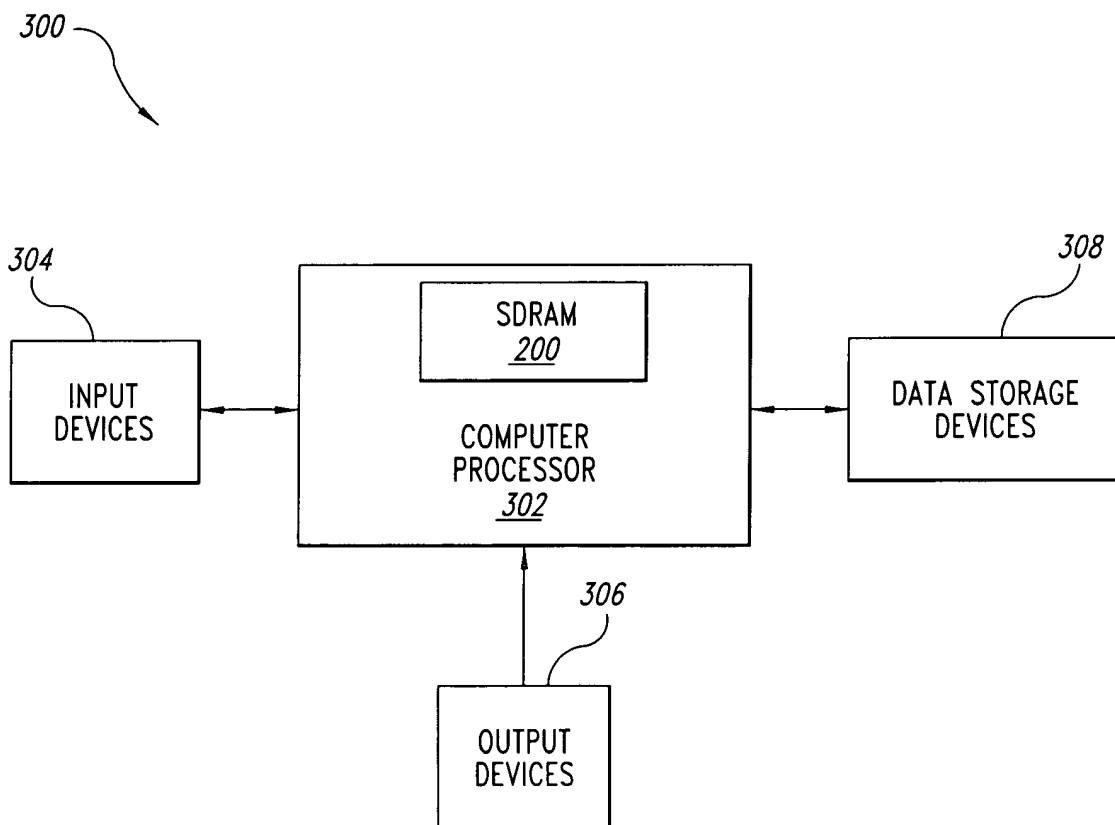 300
304
308
SDRAM
200
INPUT
DEVICES
COMPUTER
PROCESSOR
302
DATA STORAGE
DEVICES
306
OUTPUT
DEVICES